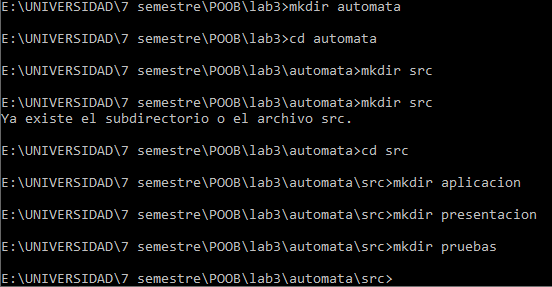 E:\UNIVERSIDAD\7 semestre\POOB\lab3>mkdir automata
E:\UNIVERSIDAD\7 semestre\POOB\lab3>cd automata
E:\UNIVERSIDAD\7 semestre\POOB\lab3\automata>mkdir src
E:\UNIVERSIDAD\7 semestre\POOB\lab3\automata>mkdir src
Ya existe el subdirectorio o el archivo src.
E:\UNIVERSIDAD\7 semestre\POOB\lab3\automata>cd src
E:\UNIVERSIDAD\7 semestre\POOB\lab3\automata\src>mkdir aplicacion
E:\UNIVERSIDAD\7 semestre\POOB\lab3\automata\src>mkdir presentacion
E:\UNIVERSIDAD\7 semestre\POOB\lab3\automata\src>mkdir pruebas
E:\UNIVERSIDAD\7 semestre\POOB\lab3\automata\src>